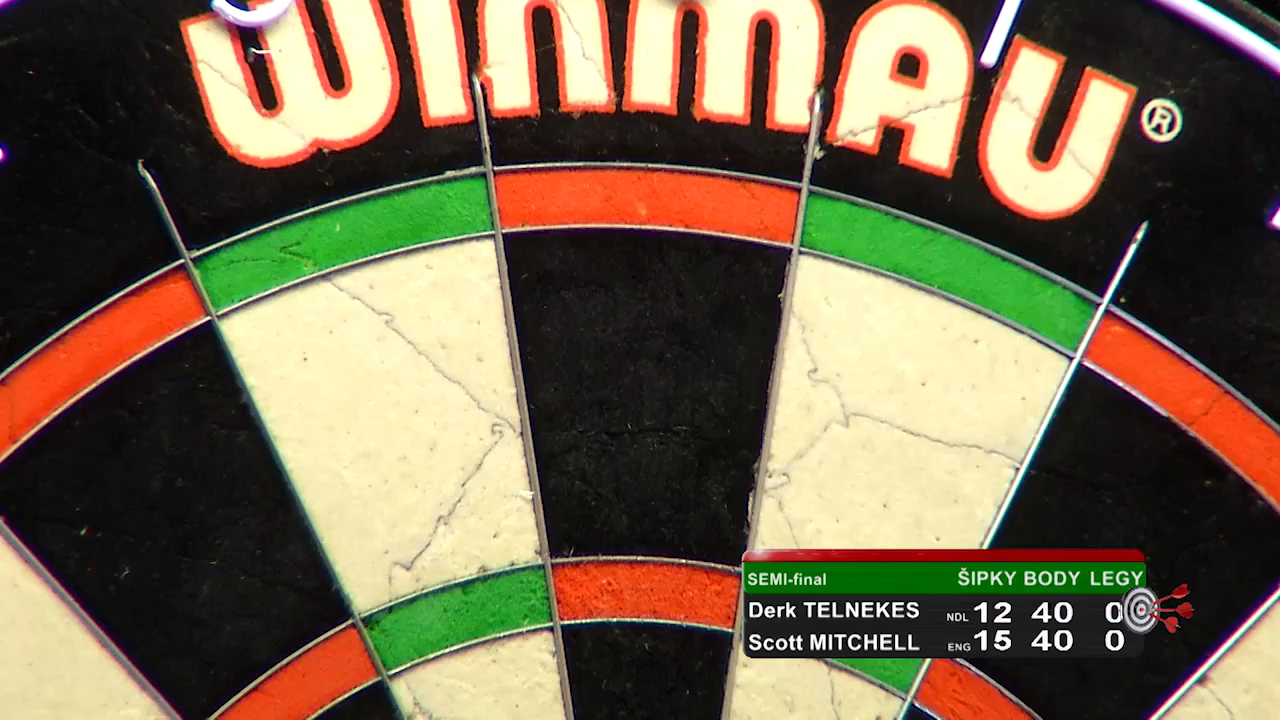 WINMAU ®
SEMI-final ŠIPKY BODY LEGY
Derk TELNEKES NDL 12 40 0
Scott MITCHELL ENG 15 40 0